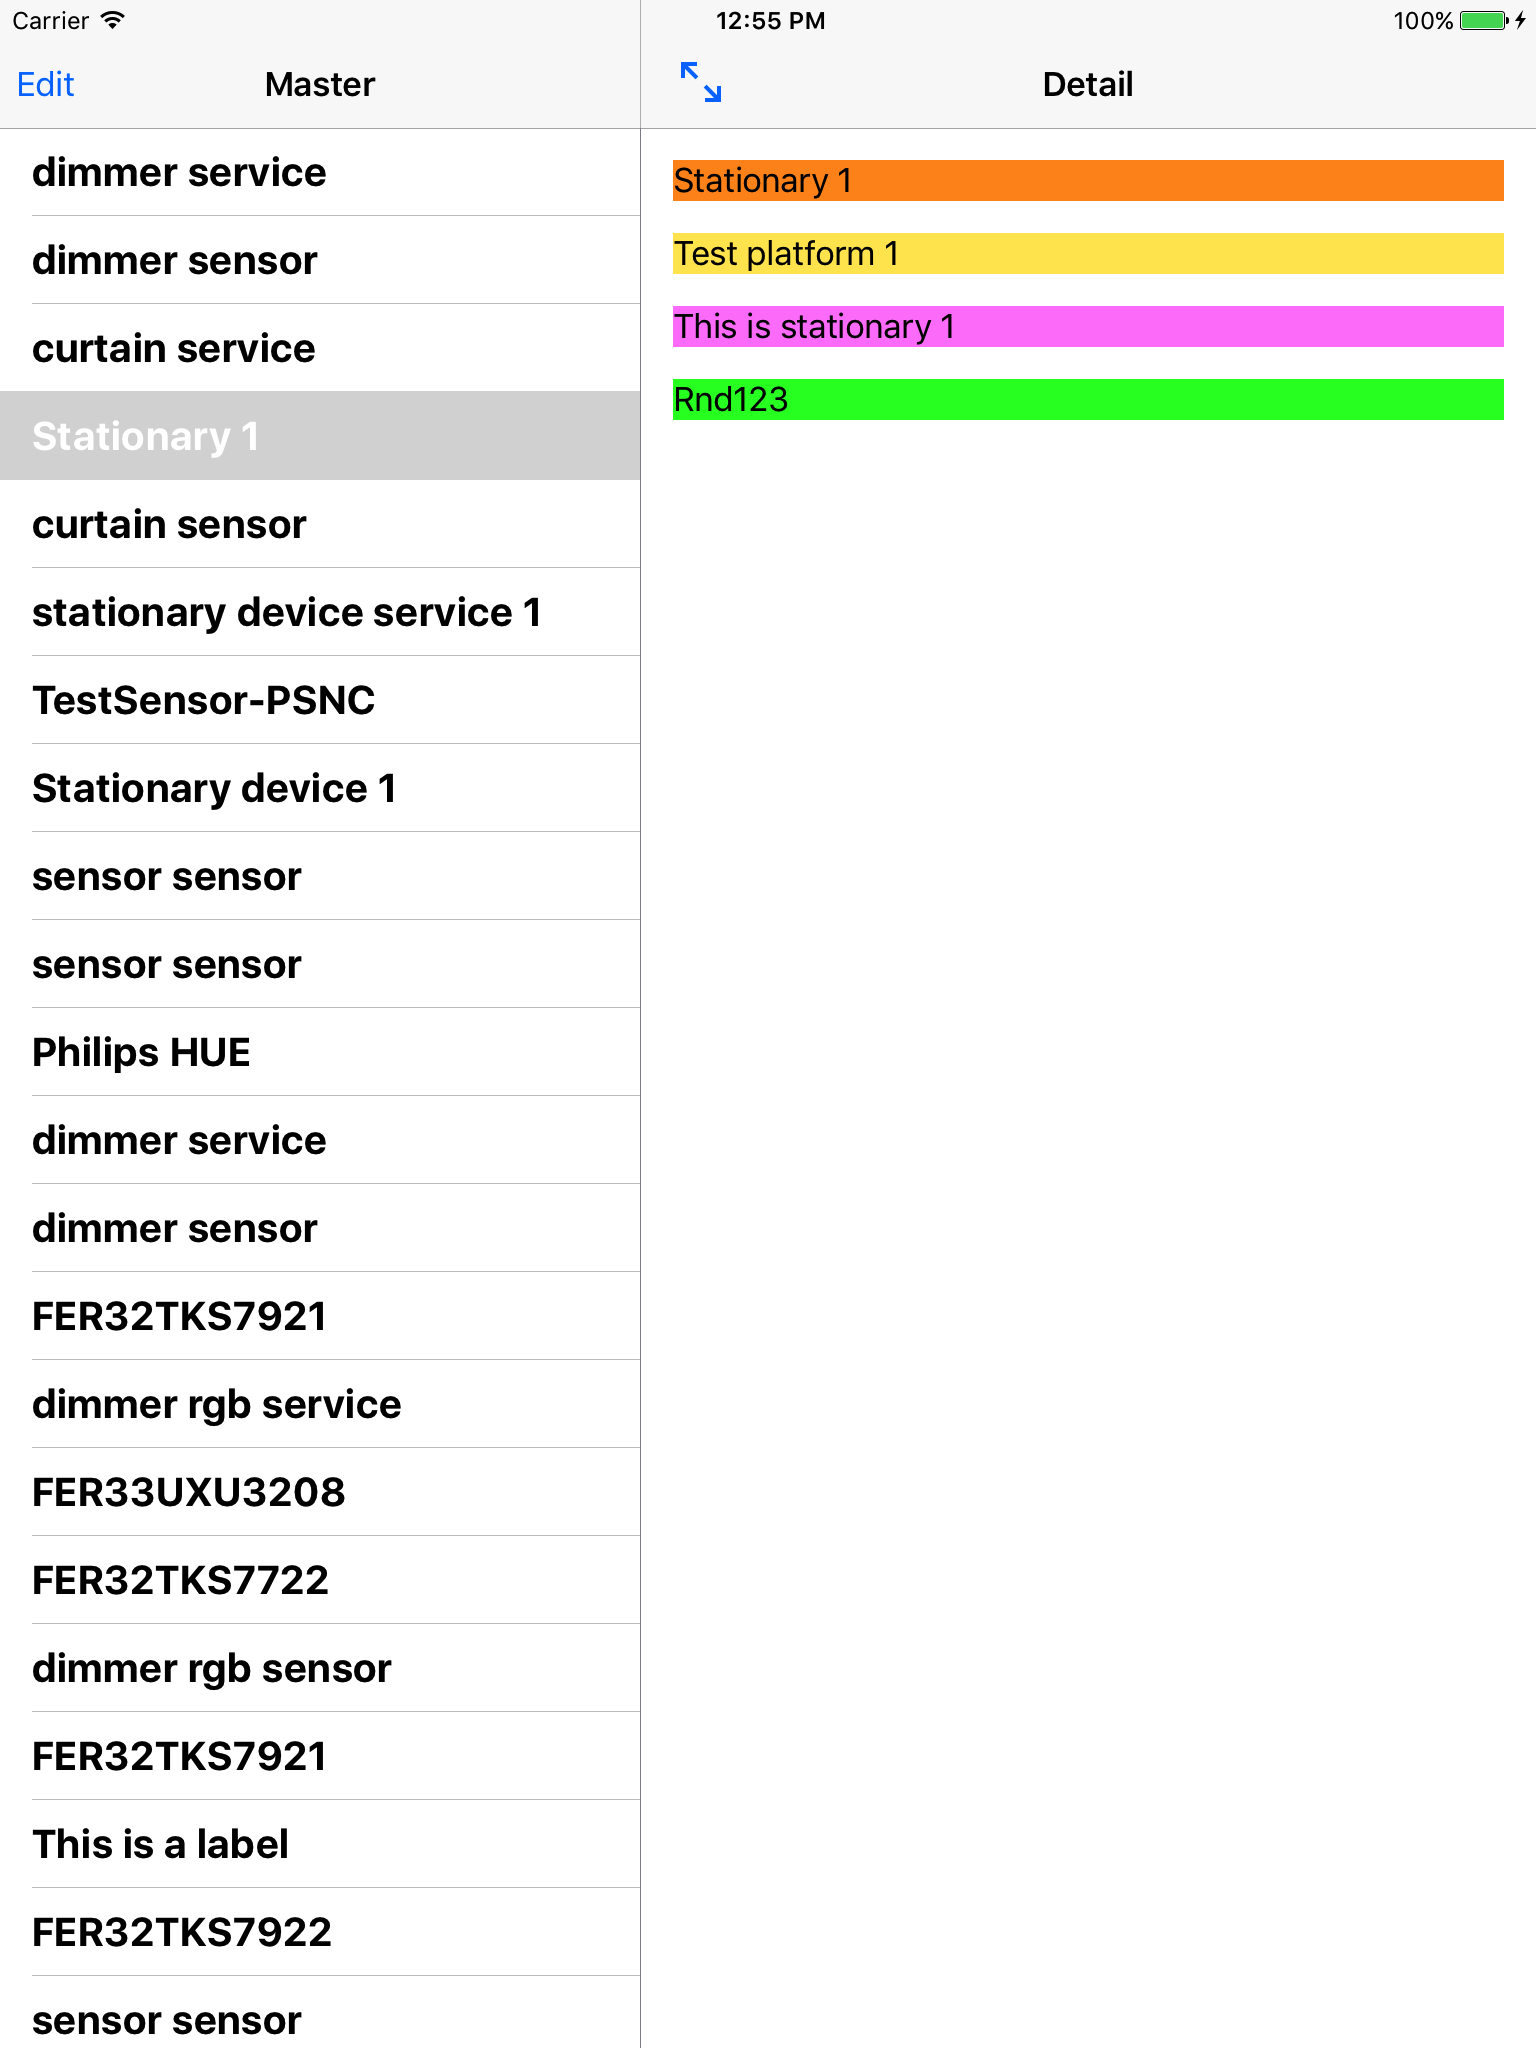 Carrier
12:55 PM
100%
Edit
Master
dimmer service
dimmer sensor
curtain service
Stationary 1
curtain sensor
stationary device service 1
TestSensor-PSNC
Stationary device 1
sensor sensor
sensor sensor
Philips HUE
dimmer service
dimmer sensor
FER32TKS7921
dimmer rgb service
FER33UXU3208
FER32TKS7722
dimmer rgb sensor
FER32TKS7921
This is a label
FER32TKS7922
sensor sensor
Detail
Stationary 1
Test platform 1
This is stationary 1
Rnd123